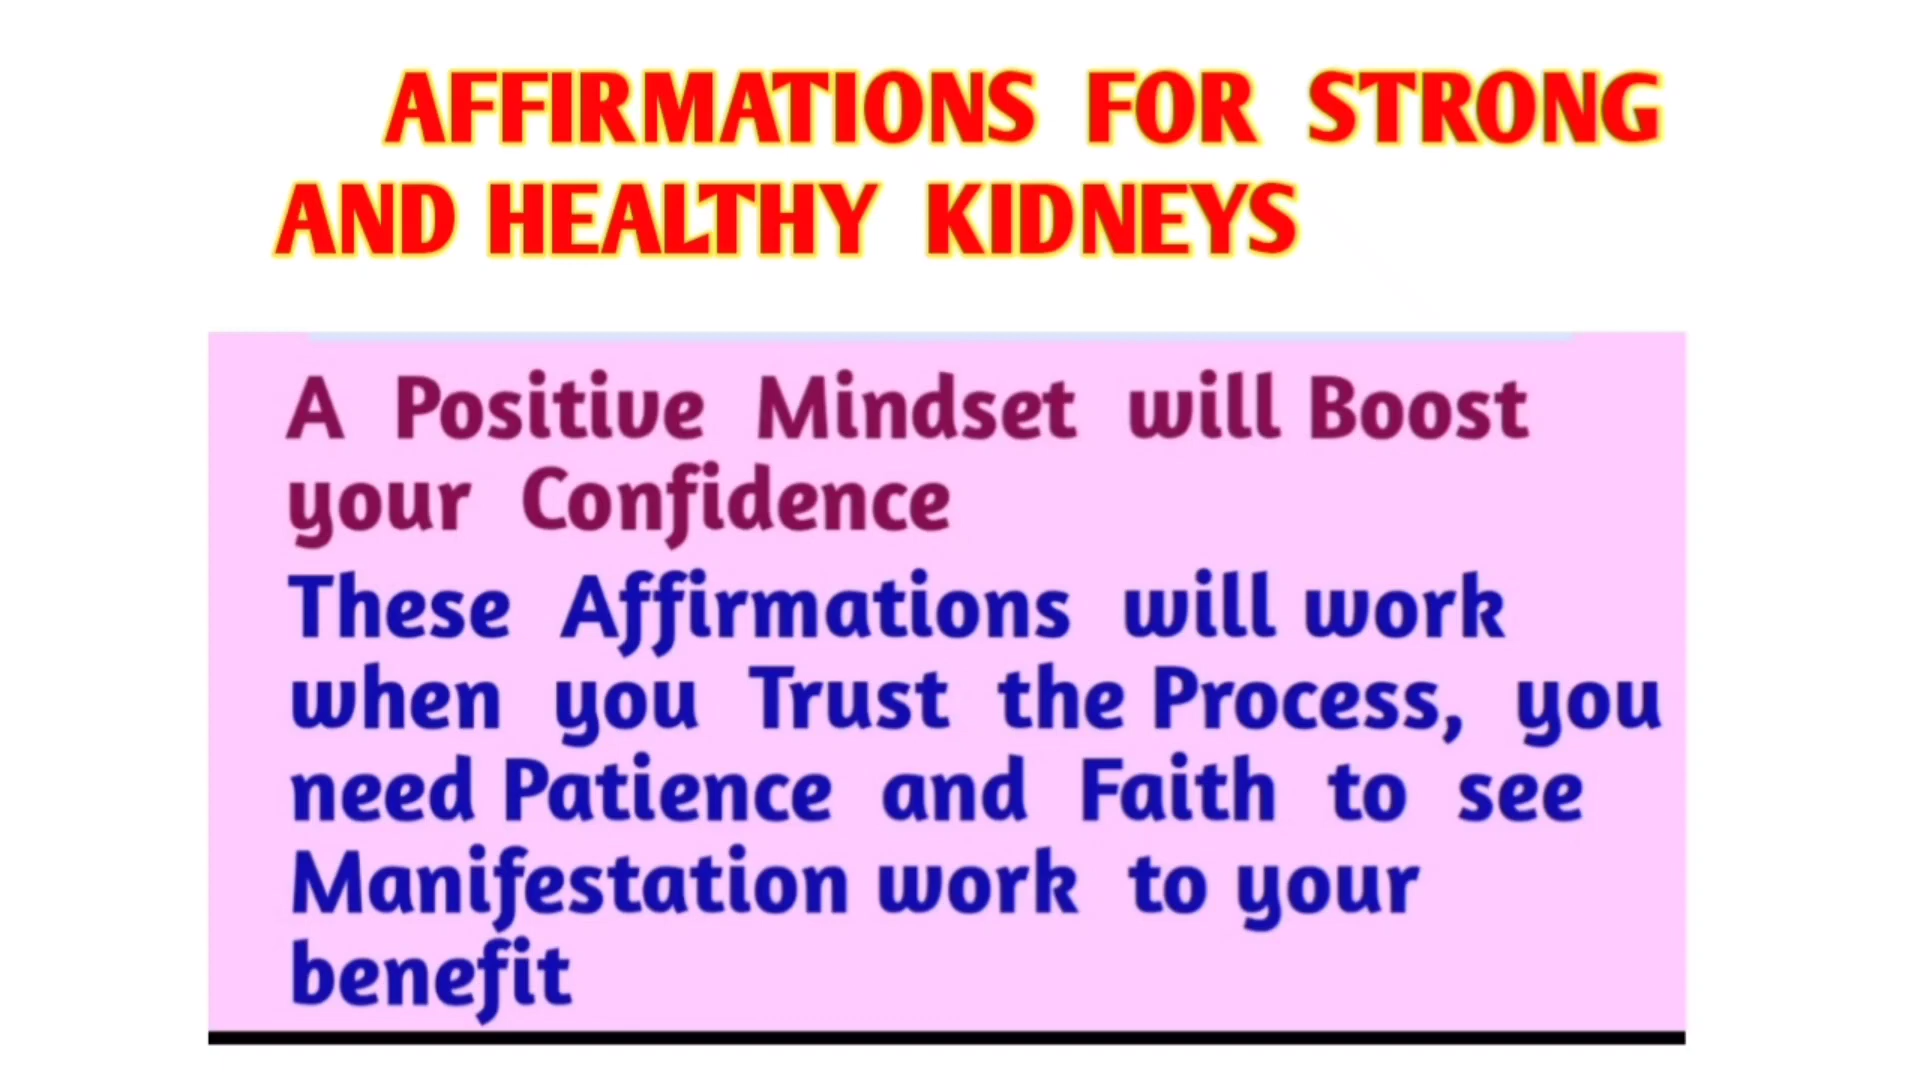 AFFIRMATIONS FOR STRONG
AND HEALTHY KIDNEYS
A Positive Mindset will Boost
your Confidence
These Affirmations will work
when you Trust the Process, you
need Patience and Faith to see
Manifestation work to your
benefit